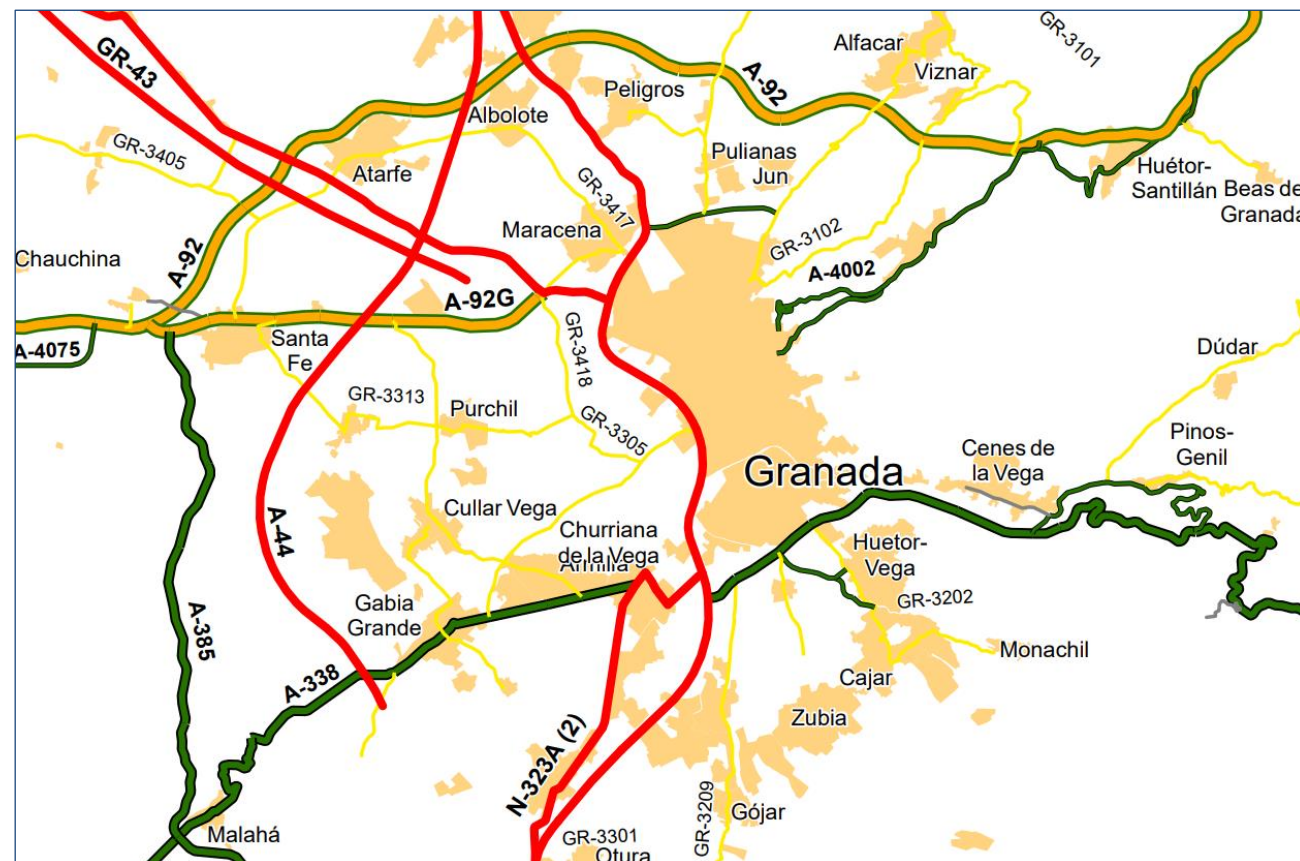 GR-3101
Alfacar
GR-43
A-92
Viznar
Peligros
Albolote
GR-3405
Pulianas
Jun
Atarfe
Huétor-
Santillán
Beas de
Granada
GR-3417
Maracena
GR-3102
Chauchina
A-92
A-4002
A-92G
Santa
Fe
A-4075
GR-3418
Dúdar
GR-3313
Purchil
GR-3305
Pinos-
Genil
Cenes de
la Vega
Granada
Cullar Vega
A-44
Churriana
de la Vega
Armilla
Huetor-
Vega
Gabia
Grande
GR-3202
A-385
Monachil
A-338
Cajar
Zubia
N-323A (2)
GR-3209
Gójar
Malahá
GR-3301
Otura